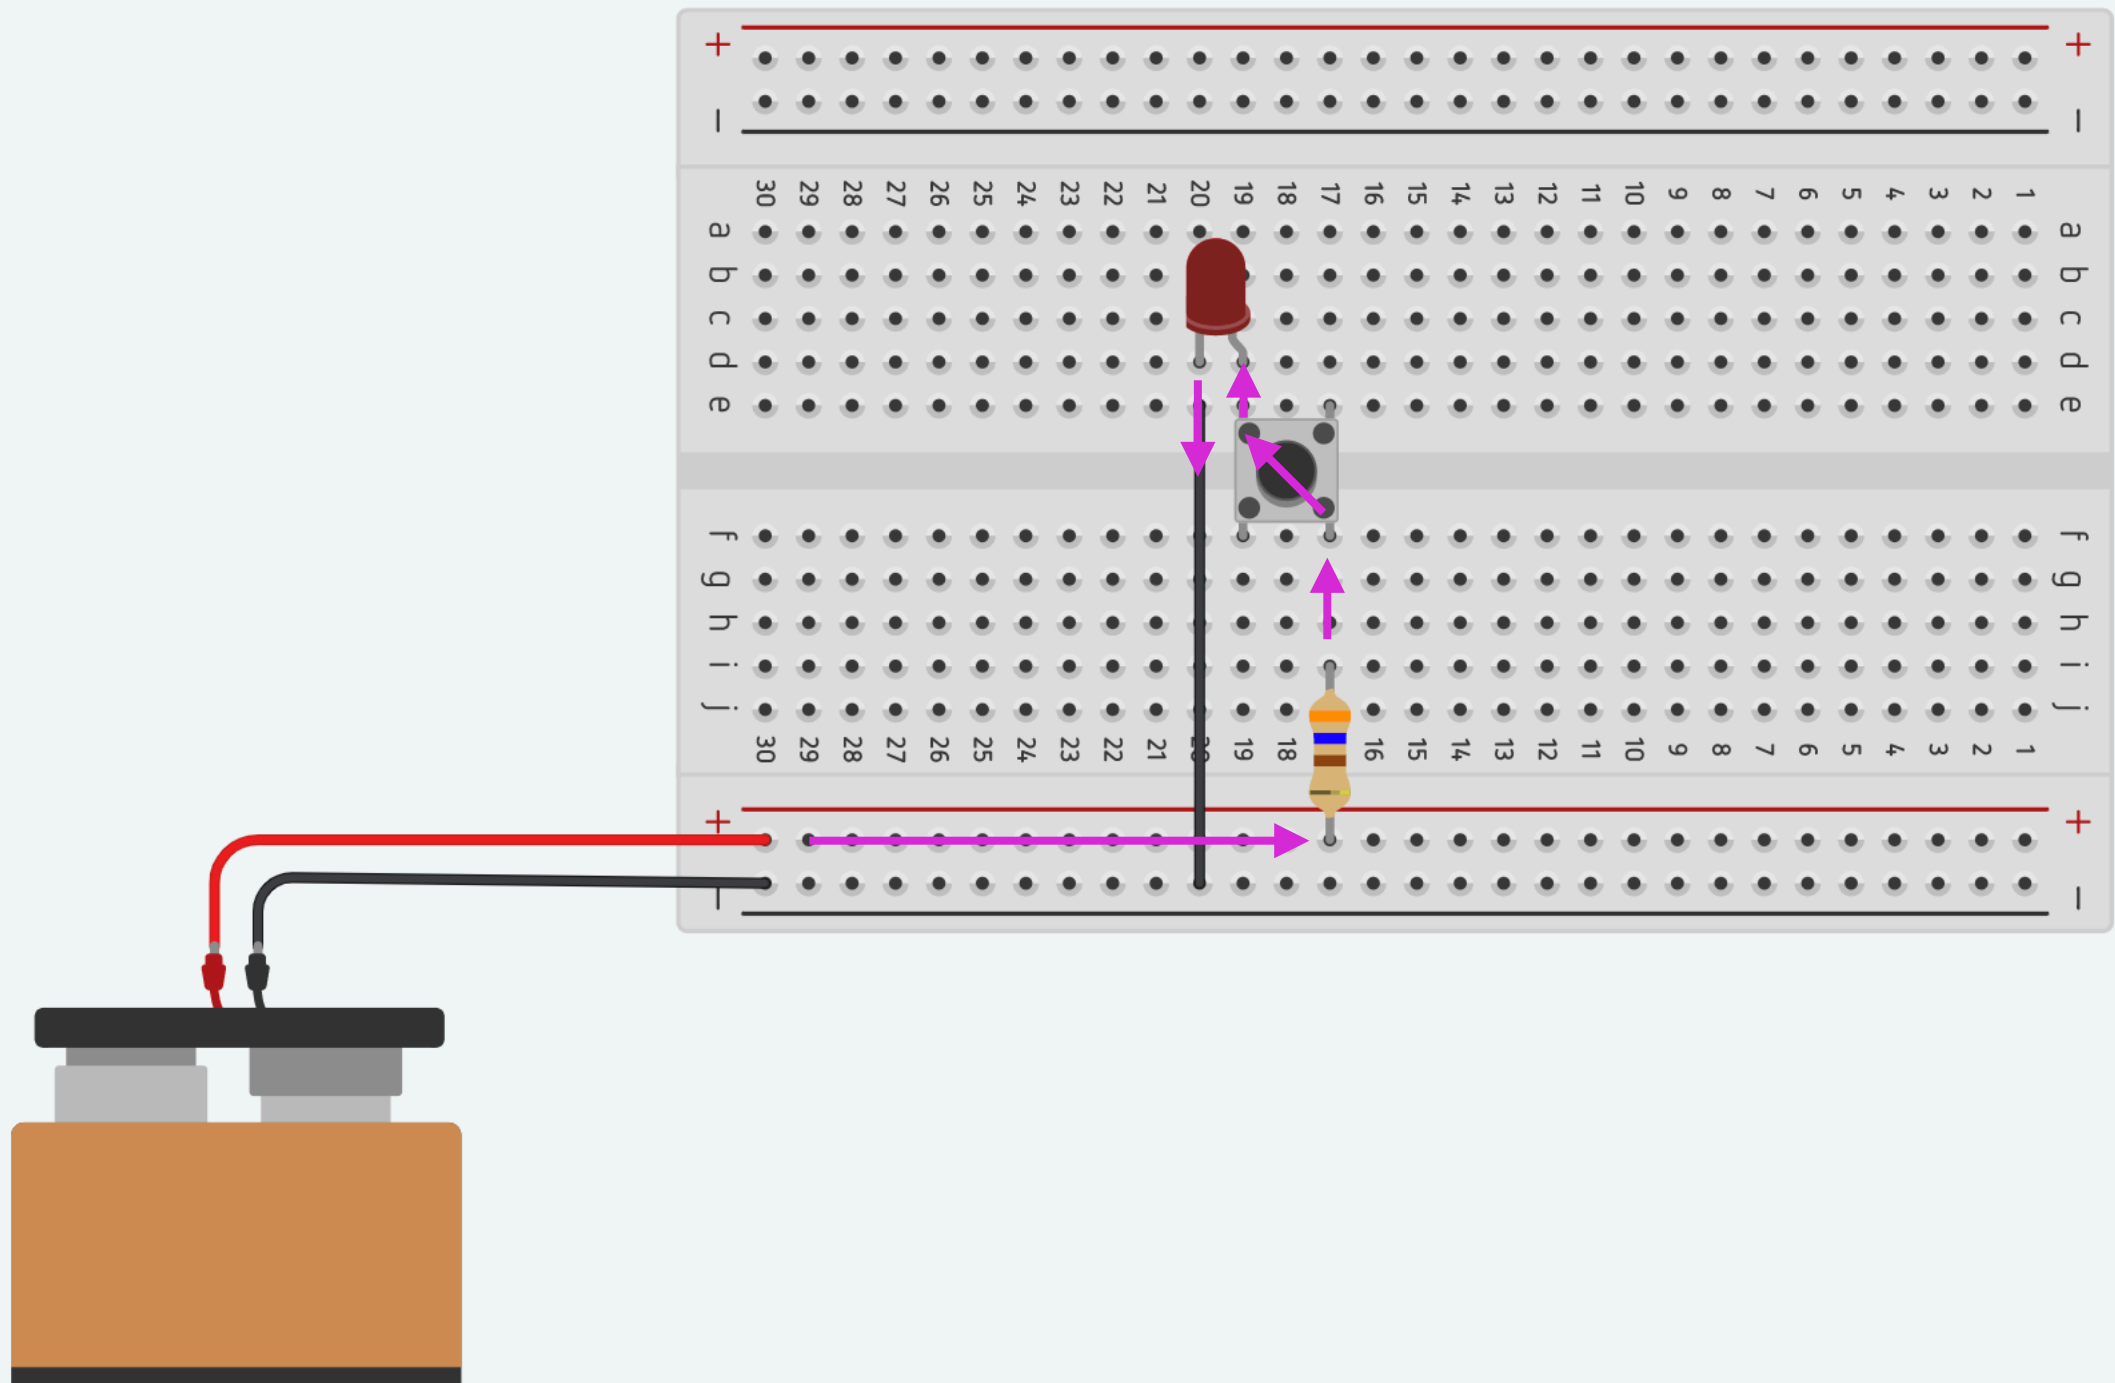 + +
− −
30 29 28 27 26 25 24 23 22 21 20 19 18 17 16 15 14 13 12 11 10 9 8 7 6 5 4 3 2 1
a a
b b
c c
d d
e e
f f
g g
h h
i i
j j
30 29 28 27 26 25 24 23 22 21 20 19 18 16 15 14 13 12 11 10 9 8 7 6 5 4 3 2 1
+ +
− −